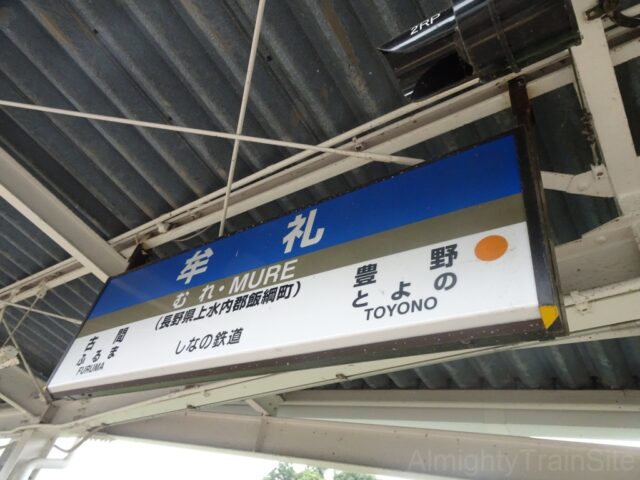 2RP
牟礼
むれ・MURE
(長野県上水内郡飯綱町)
しなの鉄道
古間
ふるま
FURUMA
豊野
とよの
TOYONO
AlmightyTrainSite